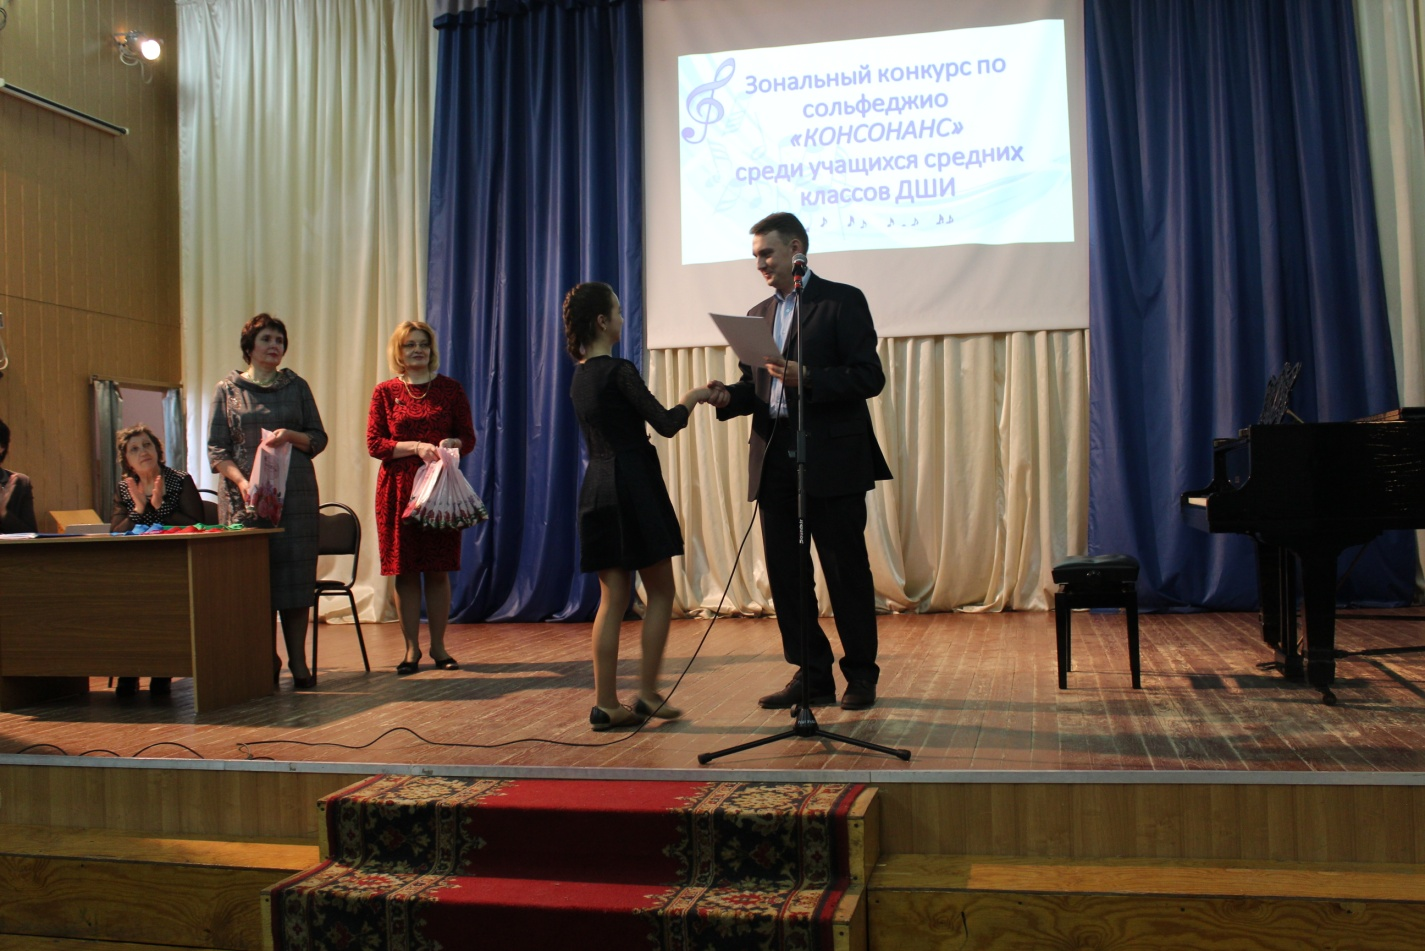 Зональный конкурс по
сольфеджио
«КОНСОНАНС»
среди учащихся средних
классов ДШИ